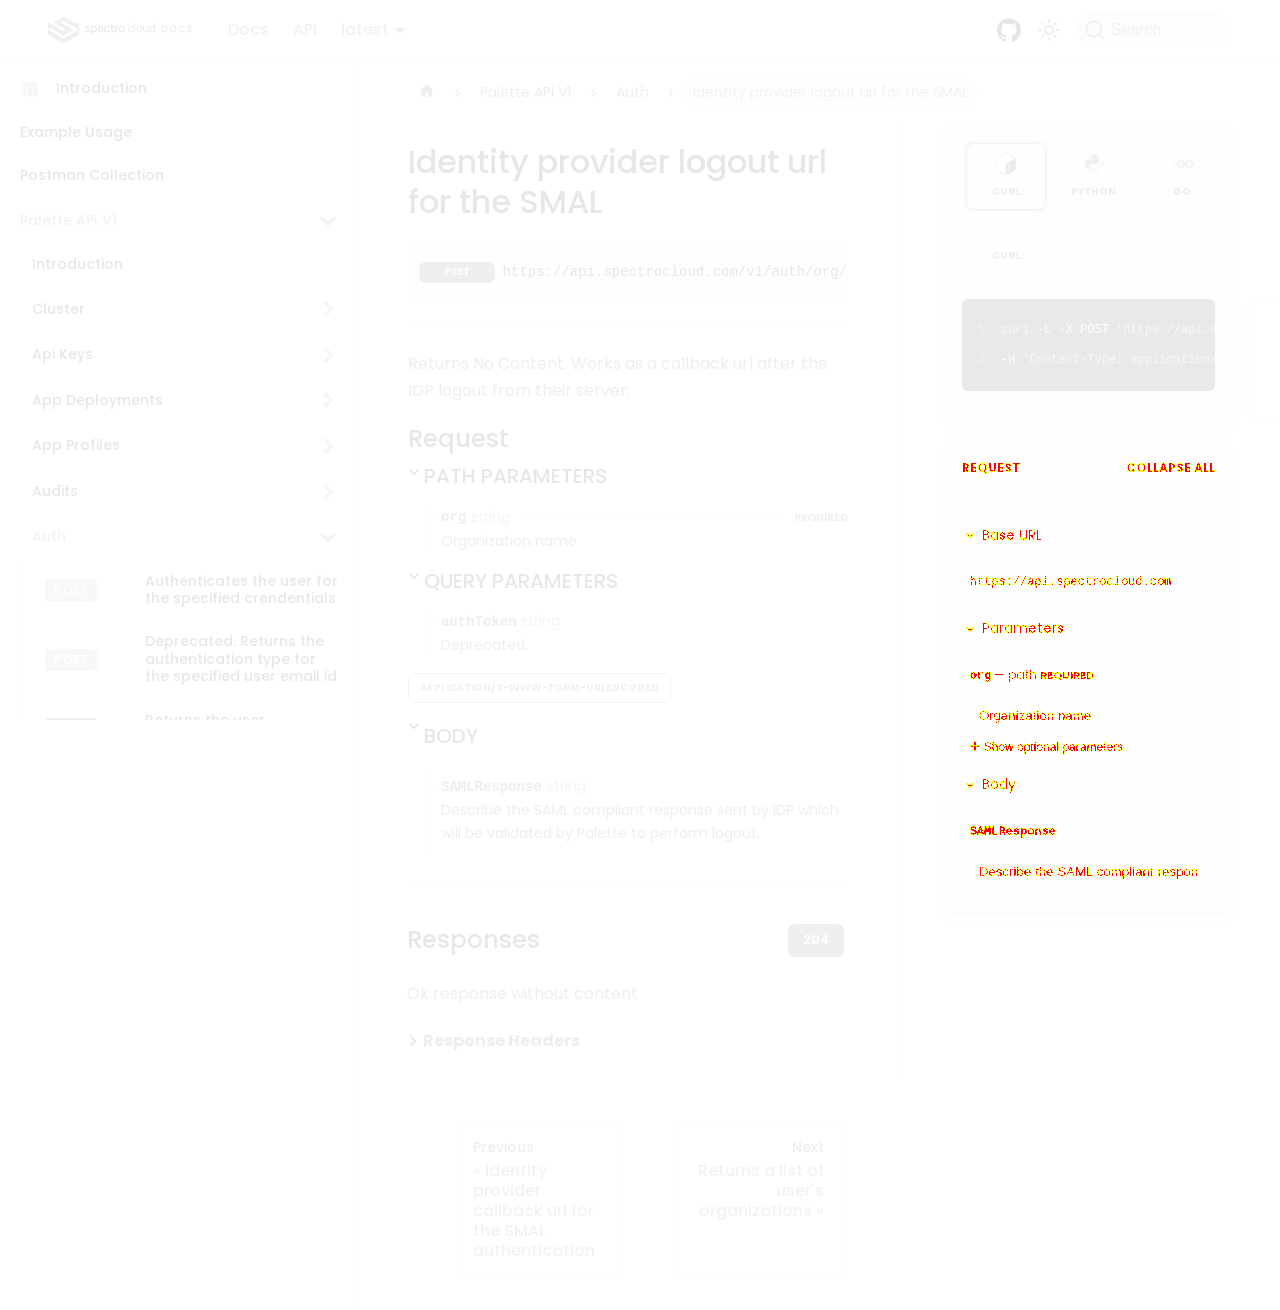 spectro cloud DOCS
Docs
API
latest
Search
Introduction
Example Usage
Postman Collection
Palette API V1
Introduction
Cluster
Api Keys
App Deployments
App Profiles
Audits
Auth
POST
Authenticates the user for
the specified crendentials
POST
Deprecated. Returns the
authentication type for
the specified user email id
Returns the user
Palette API V1
Auth
Identity provider logout url for the SMAL
Identity provider logout url
for the SMAL
POST
https://api.spectrocloud.com/v1/auth/org/
Returns No Content. Works as a callback url after the
IDP logout from their server.
Request
PATH PARAMETERS
org string
REQUIRED
Organization name
QUERY PARAMETERS
authToken string
Deprecated.
APPLICATION/X-WWW-FORM-URLENCODED
BODY
SAMLResponse string
Describe the SAML compliant response sent by IDP which
will be validated by Palette to perform logout.
Responses
204
Ok response without content
Response Headers
Previous
« Identity
provider
callback url for
the SMAL
authentication
Next
Returns a list of
user's
organizations »
CURL
PYTHON
GO
CURL
1 curl -L -X POST 'https://api.s
2 -H 'Content-Type: application/
REQUEST
COLLAPSE ALL
Base URL
https://api.spectrocloud.com
Parameters
org — path REQUIRED
Organization name
Show optional parameters
Body
SAMLResponse
Describe the SAML compliant respon